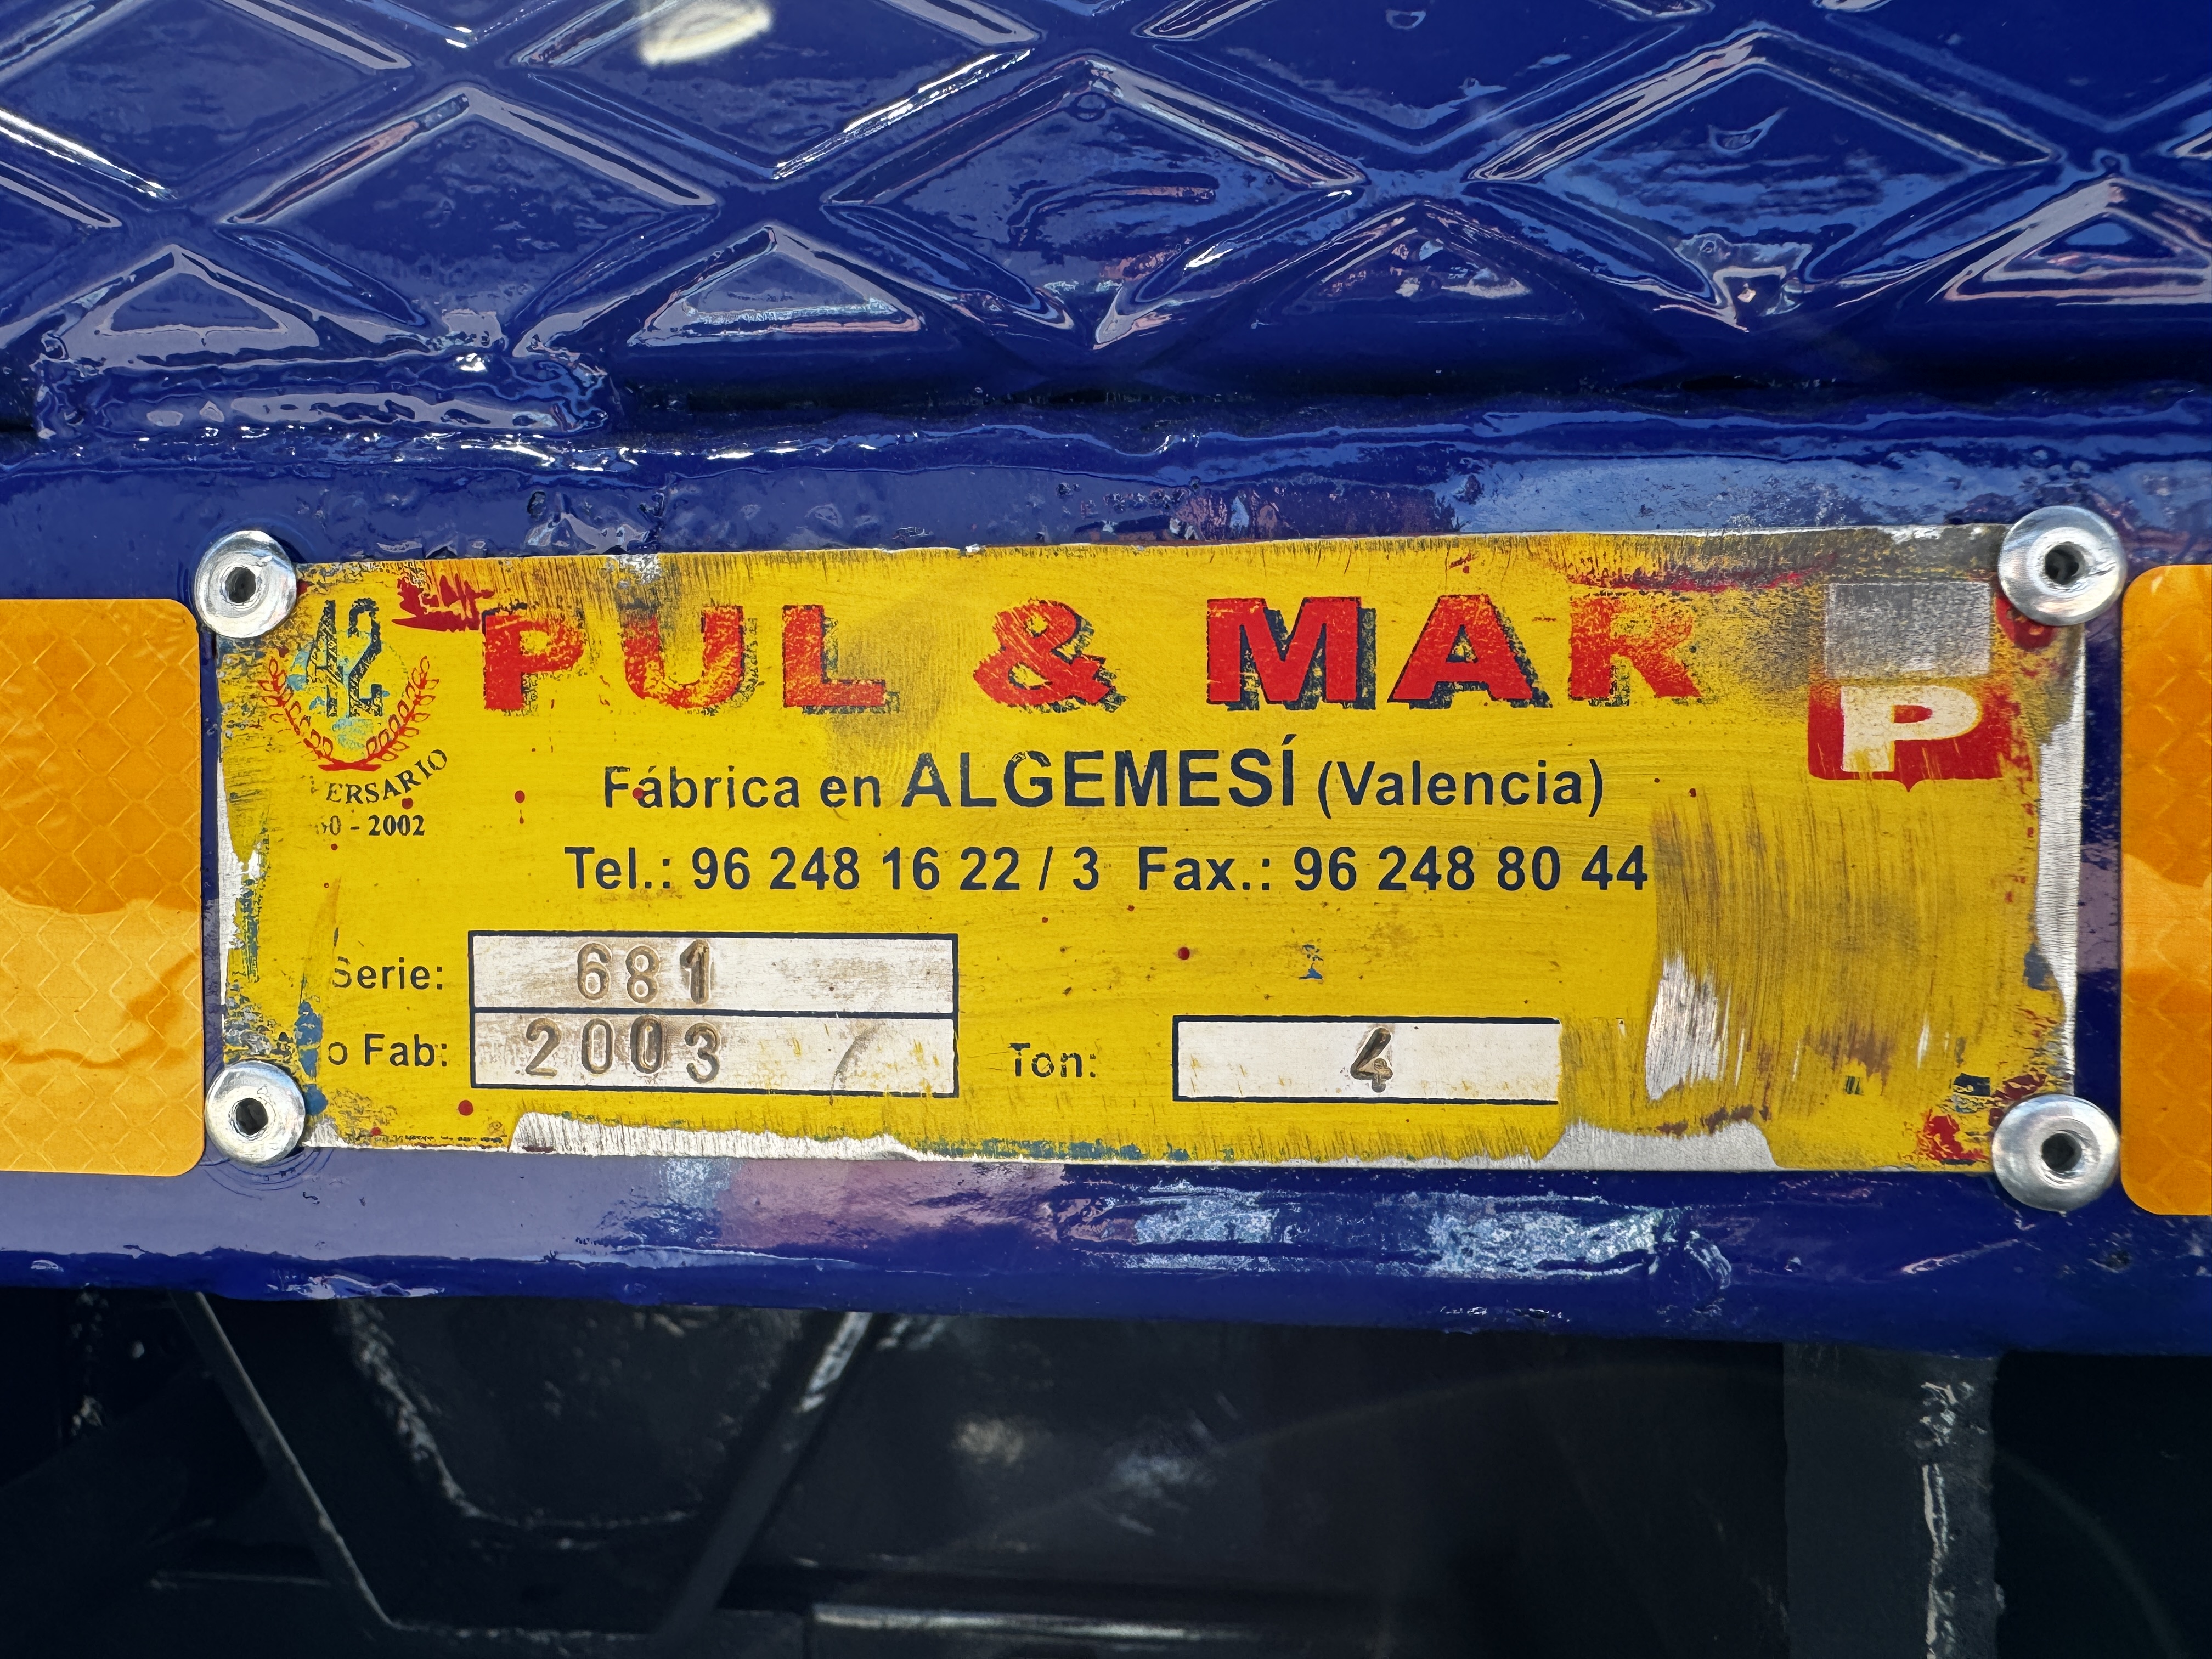 42
PUL & MAR
P
ERSARIO
0 - 2002
Fábrica en ALGEMESÍ (Valencia)
Tel.: 96 248 16 22 / 3 Fax.: 96 248 80 44
Serie: 681
o Fab: 2003
Ton: 4